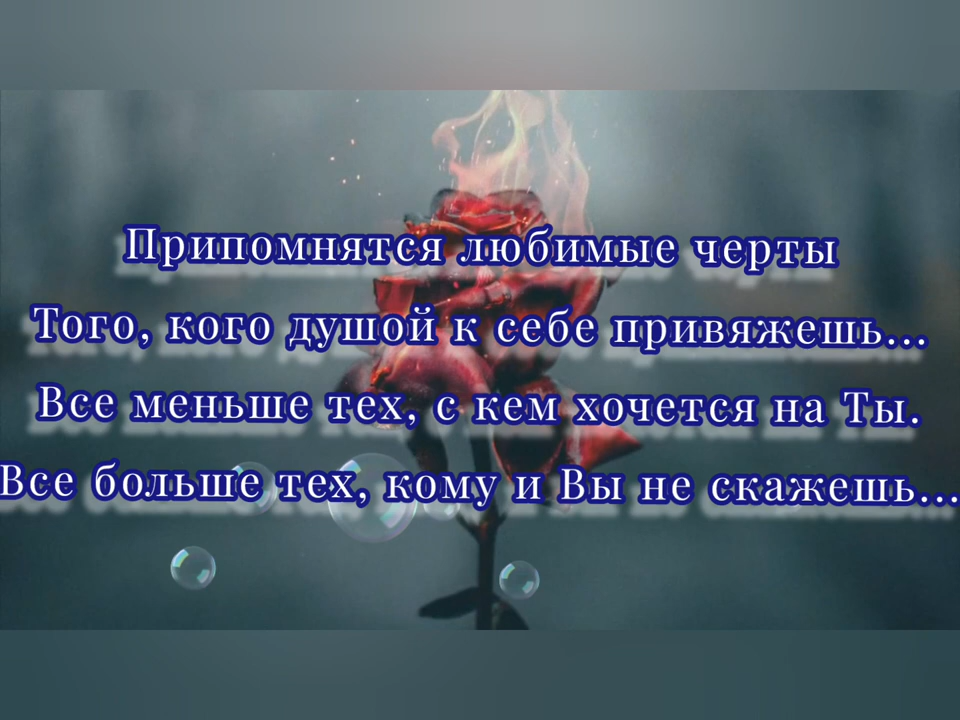 Припомнятся любимые черты
Того, кого душой к себе привяжешь...
Все меньше тех, с кем хочется на Ты.
Все больше тех, кому и Вы не скажешь...